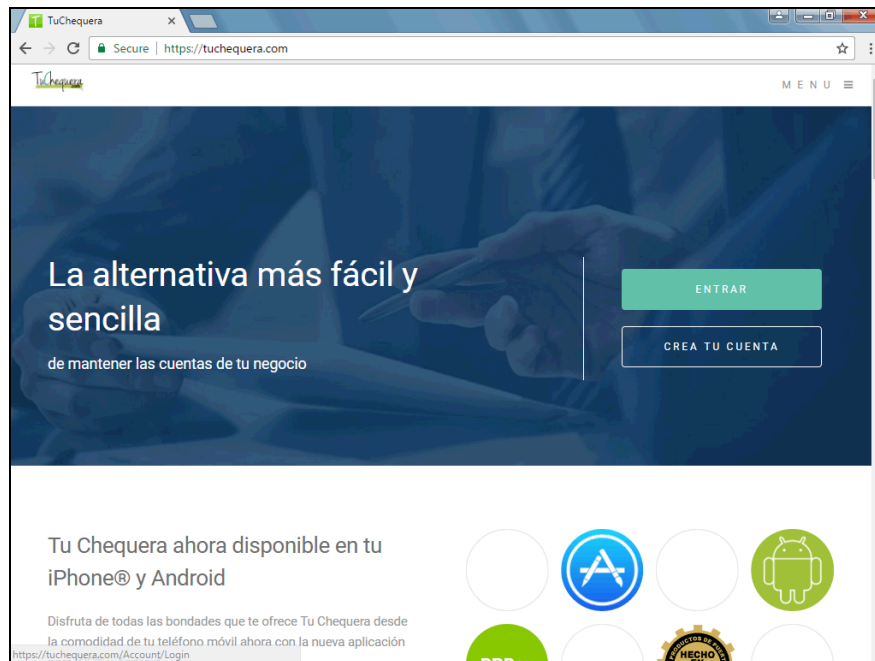 TuChequera
Secure | https://tuchequera.com
TuChequera
MENU
La alternativa más fácil y
sencilla
de mantener las cuentas de tu negocio
ENTRAR
CREA TU CUENTA
Tu Chequera ahora disponible en tu
iPhone® y Android
Disfruta de todas las bondades que te ofrece Tu Chequera desde
la comodidad de tu teléfono móvil ahora con la nueva aplicación
HECHO
https://tuchequera.com/Account/Login